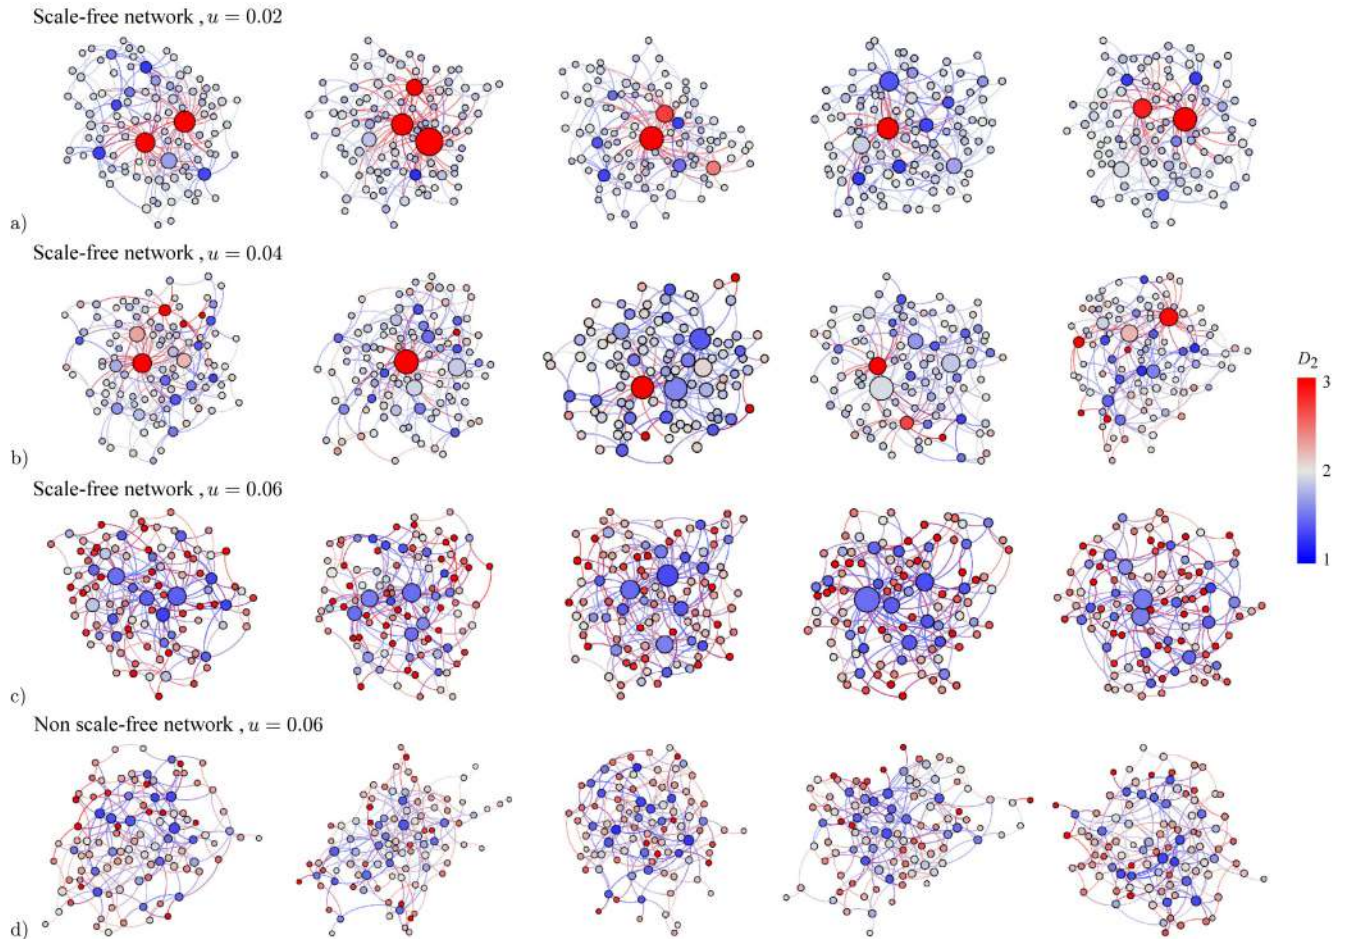 Scale-free network , u = 0.02
a)
Scale-free network , u = 0.04
b)
D₂
3
2
1
Scale-free network , u = 0.06
c)
Non scale-free network , u = 0.06
d)